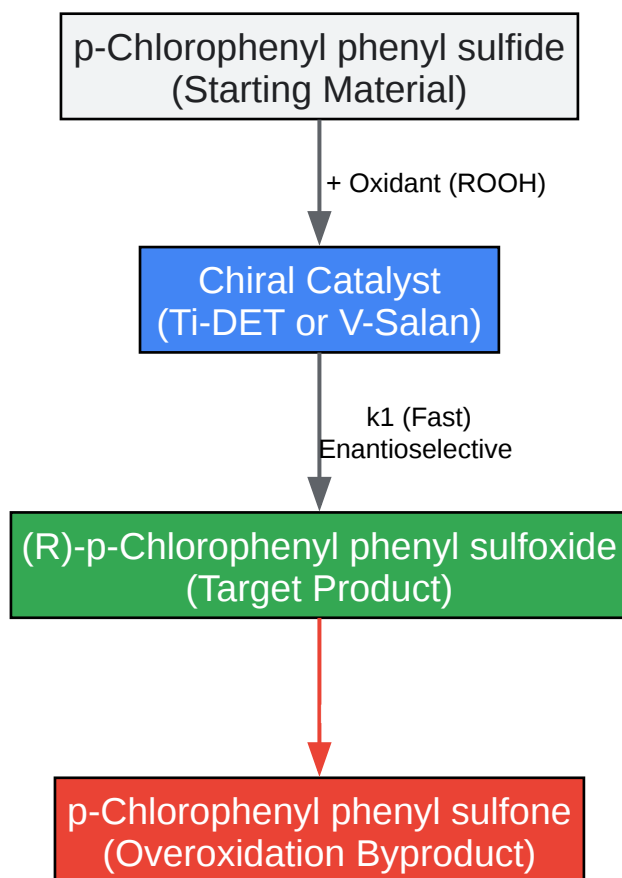 p-Chlorophenyl phenyl sulfide
(Starting Material)
+ Oxidant (ROOH)
Chiral Catalyst
(Ti-DET or V-Salan)
k1 (Fast)
Enantioselective
(R)-p-Chlorophenyl phenyl sulfoxide
(Target Product)
p-Chlorophenyl phenyl sulfone
(Overoxidation Byproduct)